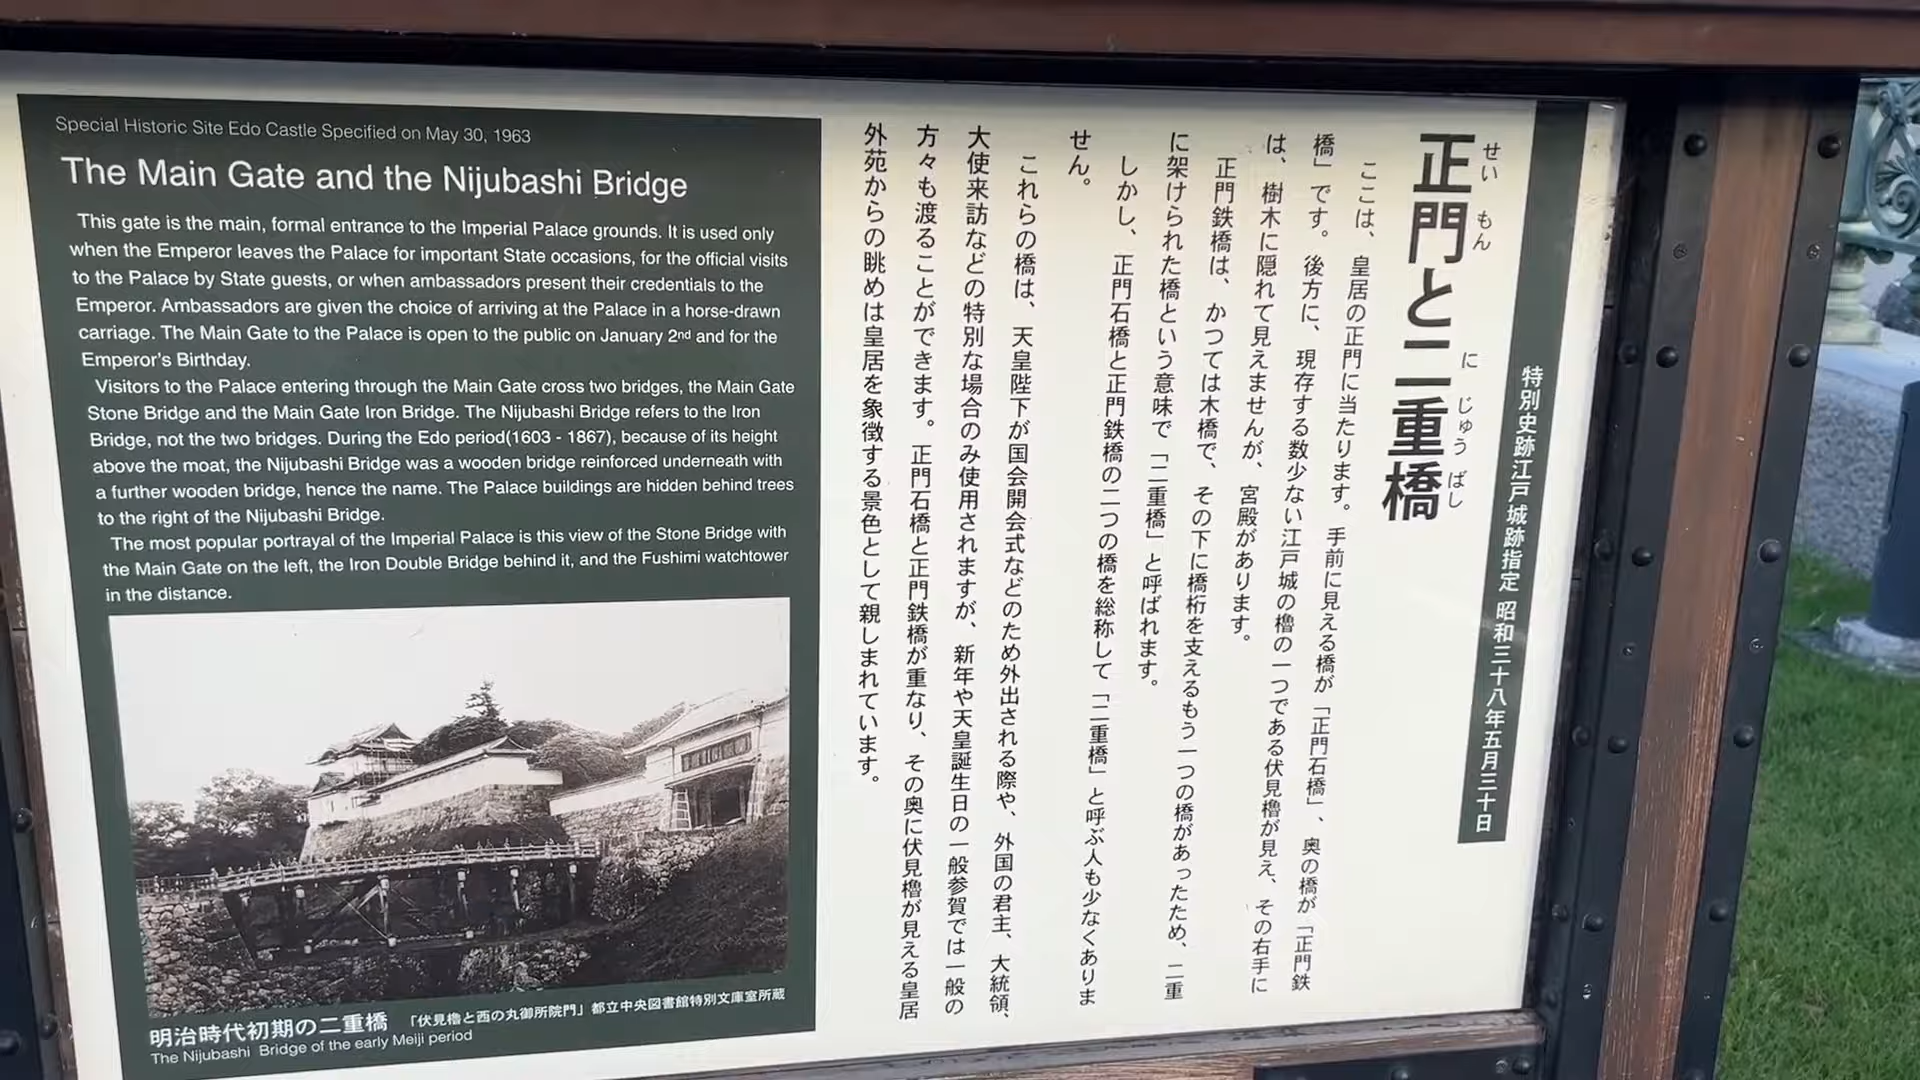 Special Historic Site Edo Castle Specified on May 30, 1963
The Main Gate and the Nijubashi Bridge
This gate is the main, formal entrance to the Imperial Palace grounds. It is used only
when the Emperor leaves the Palace for important State occasions, for the official visits
to the Palace by State guests, or when ambassadors present their credentials to the
Emperor. Ambassadors are given the choice of arriving at the Palace in a horse-drawn
carriage. The Main Gate to the Palace is open to the public on January 2nd and for the
Emperor's Birthday.
Visitors to the Palace entering through the Main Gate cross two bridges, the Main Gate
Stone Bridge and the Main Gate Iron Bridge. The Nijubashi Bridge refers to the Iron
Bridge, not the two bridges. During the Edo period(1603 - 1867), because of its height
above the moat, the Nijubashi Bridge was a wooden bridge reinforced underneath with
a further wooden bridge, hence the name. The Palace buildings are hidden behind trees
to the right of the Nijubashi Bridge.
The most popular portrayal of the Imperial Palace is this view of the Stone Bridge with
the Main Gate on the left, the Iron Double Bridge behind it, and the Fushimi watchtower
in the distance.
明治時代初期の二重橋 「伏見櫓と西の丸御所院門」都立中央図書館特別文庫室所蔵
The Nijubashi Bridge of the early Meiji period
特別史跡江戸城跡指定 昭和三十八年五月三十日
せい もん に じゅう ばし
正門と二重橋
ここは、皇居の正門に当たります。手前に見える橋が「正門石橋」、奥の橋が「正門鉄
橋」です。後方に、現存する数少ない江戸城の櫓の一つである伏見櫓が見え、その右手に
は、樹木に隠れて見えませんが、宮殿があります。
正門鉄橋は、かつては木橋で、その下に橋桁を支えるもう一つの橋があったため、二重
に架けられた橋という意味で「二重橋」と呼ばれます。
しかし、正門石橋と正門鉄橋の二つの橋を総称して「二重橋」と呼ぶ人も少なくありま
せん。
これらの橋は、天皇陛下が国会開会式などのため外出される際や、外国の君主、大統領、
大使来訪などの特別な場合のみ使用されますが、新年や天皇誕生日の一般参賀では一般の
方々も渡ることができます。正門石橋と正門鉄橋が重なり、その奥に伏見櫓が見える皇居
外苑からの眺めは皇居を象徴する景色として親しまれています。